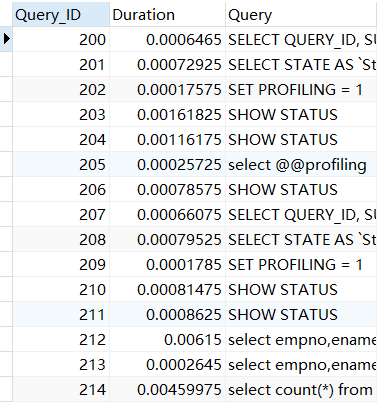 Query_ID Duration Query
200 0.0006465 SELECT QUERY_ID, SU
201 0.00072925 SELECT STATE AS `St
202 0.00017575 SET PROFILING = 1
203 0.00161825 SHOW STATUS
204 0.00116175 SHOW STATUS
205 0.00025725 select @@profiling
206 0.00078575 SHOW STATUS
207 0.00066075 SELECT QUERY_ID, SU
208 0.00079525 SELECT STATE AS `St
209 0.0001785 SET PROFILING = 1
210 0.00081475 SHOW STATUS
211 0.0008625 SHOW STATUS
212 0.00615 select empno,ename
213 0.0002645 select empno,ename
214 0.00459975 select count(*) from